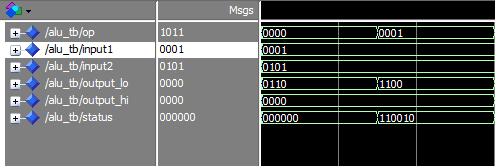 Msgs
/alu_tb/op 1011 0000 0001
/alu_tb/input1 0001 0001
/alu_tb/input2 0101 0101
/alu_tb/output_lo 0000 0110 1100
/alu_tb/output_hi 0000 0000
/alu_tb/status 000000 000000 110010